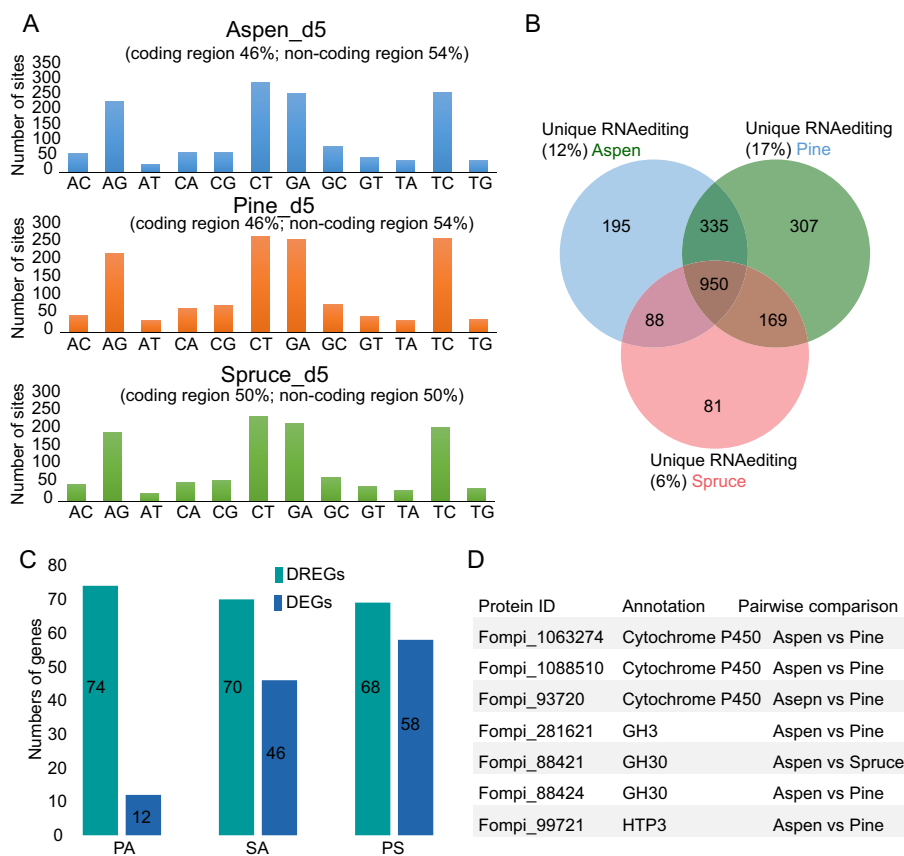 A
Aspen_d5
(coding region 46%; non-coding region 54%)
Number of sites
350
300
250
200
150
100
50
0
AC AG AT CA CG CT GA GC GT TA TC TG
Pine_d5
(coding region 46%; non-coding region 54%)
Number of sites
300
250
200
150
100
50
0
AC AG AT CA CG CT GA GC GT TA TC TG
Spruce_d5
(coding region 50%; non-coding region 50%)
Number of sites
300
250
200
150
100
50
0
AC AG AT CA CG CT GA GC GT TA TC TG
B
Unique RNAediting
(12%) Aspen
Unique RNAediting
(17%) Pine
195
335
307
950
88
169
81
Unique RNAediting
(6%) Spruce
C
Numbers of genes
80
70
60
50
40
30
20
10
0
DREGs
DEGs
74
12
70
46
68
58
PA SA PS
D
Protein ID Annotation Pairwise comparison
Fompi_1063274 Cytochrome P450 Aspen vs Pine
Fompi_1088510 Cytochrome P450 Aspen vs Pine
Fompi_93720 Cytochrome P450 Asepn vs Pine
Fompi_281621 GH3 Aspen vs Pine
Fompi_88421 GH30 Aspen vs Spruce
Fompi_88424 GH30 Aspen vs Pine
Fompi_99721 HTP3 Aspen vs Pine